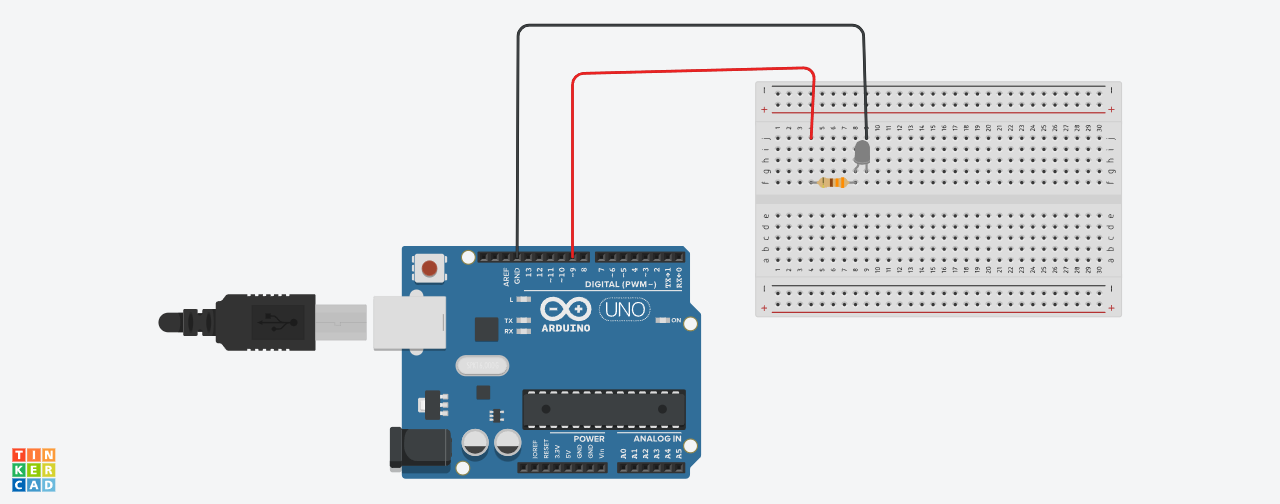 1 2 3 4 5 6 7 8 9 10 11 12 13 14 15 16 17 18 19 20 21 22 23 24 25 26 27 28 29 30
j j
i i
h h
g g
f f
e e
d d
c c
b b
a a
1 2 3 4 5 6 7 8 9 10 11 12 13 14 15 16 17 18 19 20 21 22 23 24 25 26 27 28 29 30
AREF
GND
13
12
~11
~10
~9
8
7
~6
~5
4
~3
2
TX→1
RX←0
DIGITAL (PWM~)
L
TX
RX
ARDUINO
UNO
ON
POWER
ANALOG IN
IOREF
RESET
3.3V
5V
GND
GND
Vin
A0
A1
A2
A3
A4
A5
TIN
KER
CAD